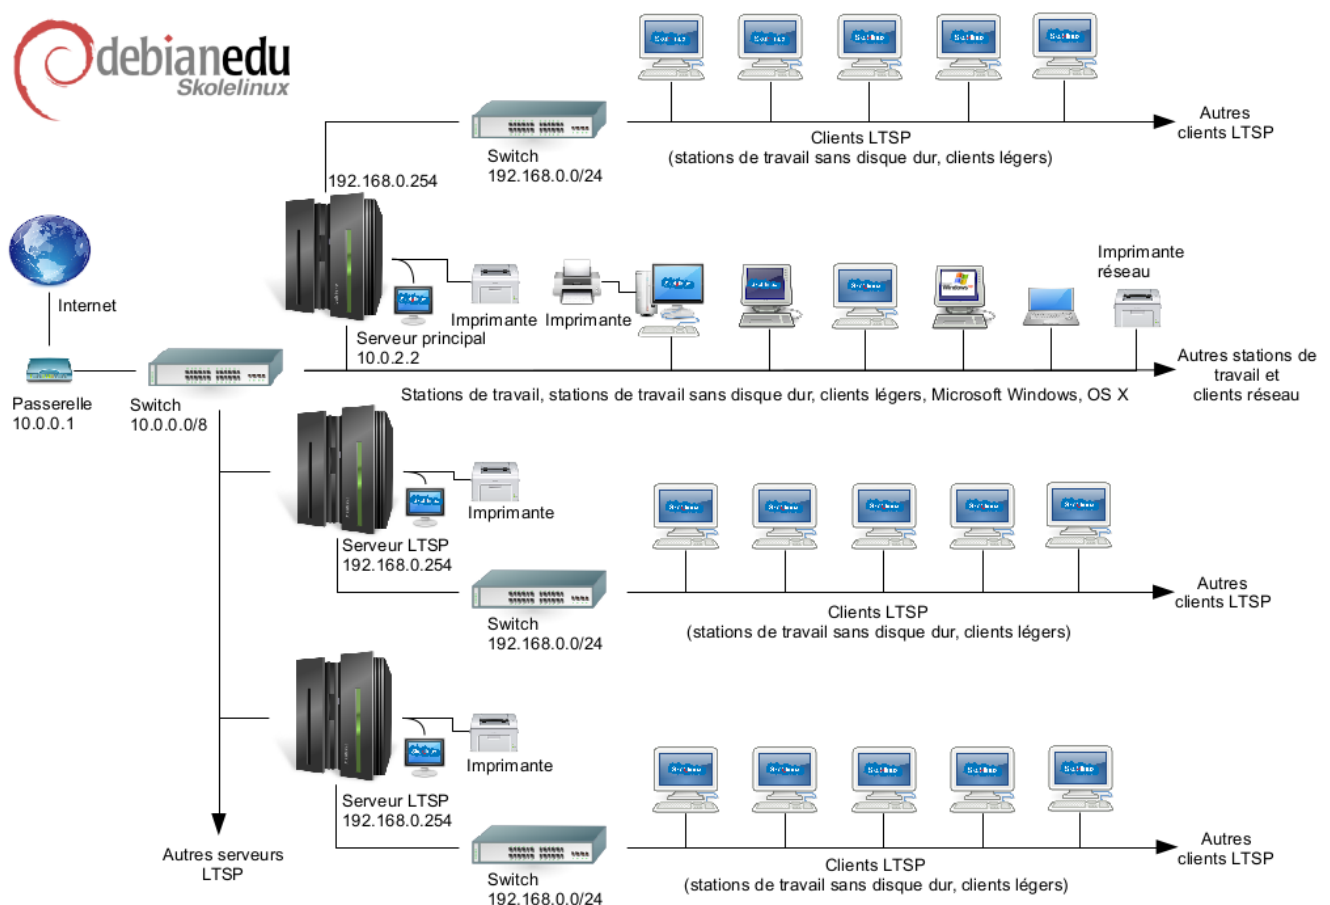 debianedu
Skolelinux
Autres
clients LTSP
Clients LTSP
(stations de travail sans disque dur, clients légers)
Switch
192.168.0.0/24
192.168.0.254
Internet
Imprimante
Imprimante
Imprimante
réseau
Serveur principal
10.0.2.2
Passerelle
10.0.0.1
Switch
10.0.0.0/8
Autres stations de
travail et
clients réseau
Stations de travail, stations de travail sans disque dur, clients légers, Microsoft Windows, OS X
Imprimante
Serveur LTSP
192.168.0.254
Switch
192.168.0.0/24
Clients LTSP
(stations de travail sans disque dur, clients légers)
Autres
clients LTSP
Imprimante
Serveur LTSP
192.168.0.254
Switch
192.168.0.0/24
Clients LTSP
(stations de travail sans disque dur, clients légers)
Autres
clients LTSP
Autres serveurs
LTSP